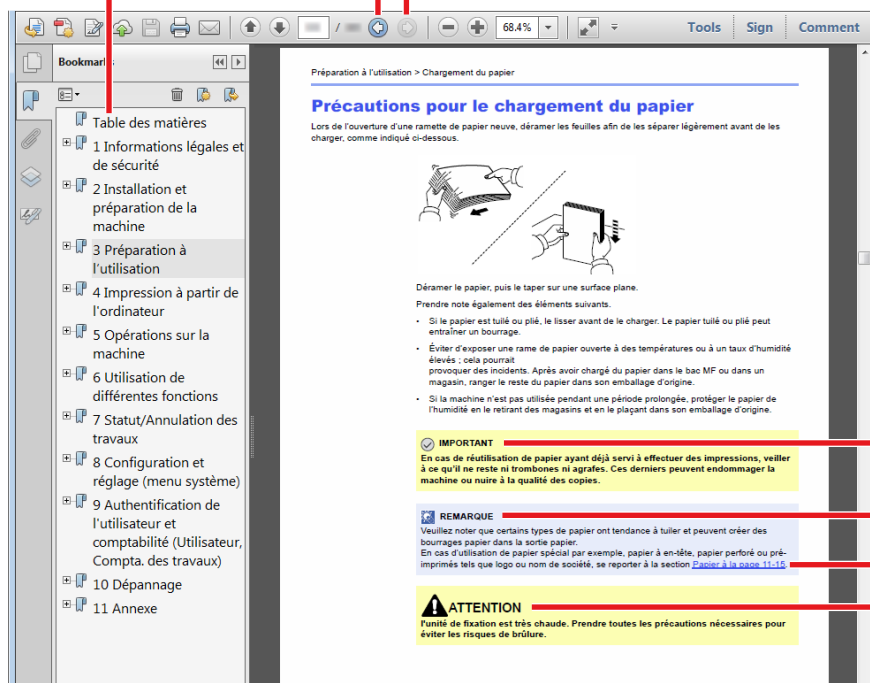 /
68.4%
Tools
Sign
Comment
Bookmar
Table des matières
1 Informations légales et
de sécurité
2 Installation et
préparation de la
machine
3 Préparation à
l'utilisation
4 Impression à partir de
l'ordinateur
5 Opérations sur la
machine
6 Utilisation de
différentes fonctions
7 Statut/Annulation des
travaux
8 Configuration et
réglage (menu système)
9 Authentification de
l'utilisateur et
comptabilité (Utilisateur,
Compta. des travaux)
10 Dépannage
11 Annexe
Préparation à l'utilisation > Chargement du papier
Précautions pour le chargement du papier
Lors de l'ouverture d'une ramette de papier neuve, déramer les feuilles afin de les séparer légèrement avant de les
charger, comme indiqué ci-dessous.
Déramer le papier, puis le taper sur une surface plane.
Prendre note également des éléments suivants.
• Si le papier est tuilé ou plié, le lisser avant de le charger. Le papier tuilé ou plié peut
entraîner un bourrage.
• Éviter d'exposer une rame de papier ouverte à des températures ou à un taux d'humidité
élevés ; cela pourrait
provoquer des incidents. Après avoir chargé du papier dans le bac MF ou dans un
magasin, ranger le reste du papier dans son emballage d'origine.
• Si la machine n'est pas utilisée pendant une période prolongée, protéger le papier de
l'humidité en le retirant des magasins et en le plaçant dans son emballage d'origine.
IMPORTANT
En cas de réutilisation de papier ayant déjà servi à effectuer des impressions, veiller
à ce qu'il ne reste ni trombones ni agrafes. Ces derniers peuvent endommager la
machine ou nuire à la qualité des copies.
REMARQUE
Veuillez noter que certains types de papier ont tendance à tuiler et peuvent créer des
bourrages papier dans la sortie papier.
En cas d'utilisation de papier spécial par exemple, papier à en-tête, papier perforé ou pré-
imprimés tels que logo ou nom de société, se reporter à la section Papier à la page 11-15.
ATTENTION
l'unité de fixation est très chaude. Prendre toutes les précautions nécessaires pour
éviter les risques de brûlure.